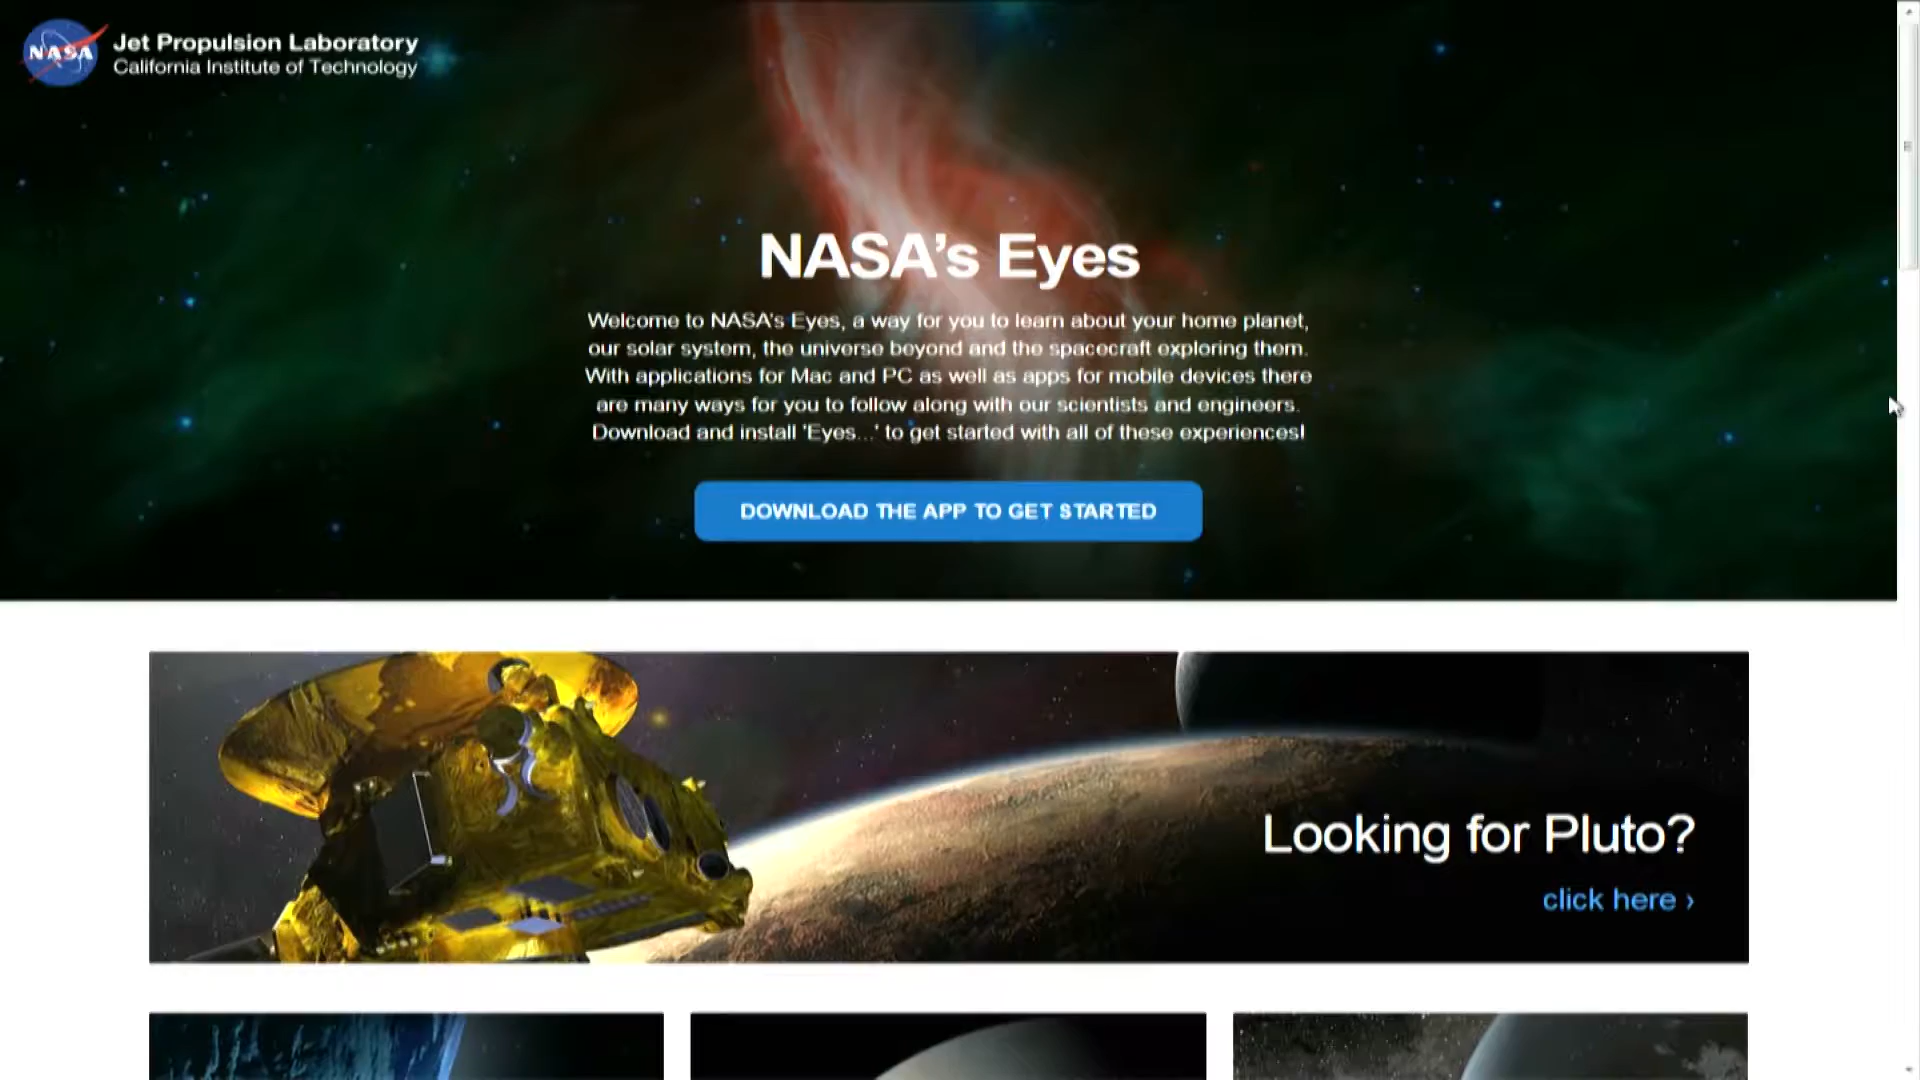 NASA
Jet Propulsion Laboratory
California Institute of Technology
NASA's Eyes
Welcome to NASA's Eyes, a way for you to learn about your home planet,
our solar system, the universe beyond and the spacecraft exploring them.
With applications for Mac and PC as well as apps for mobile devices there
are many ways for you to follow along with our scientists and engineers.
Download and install 'Eyes...' to get started with all of these experiences!
DOWNLOAD THE APP TO GET STARTED
Looking for Pluto?
click here ›